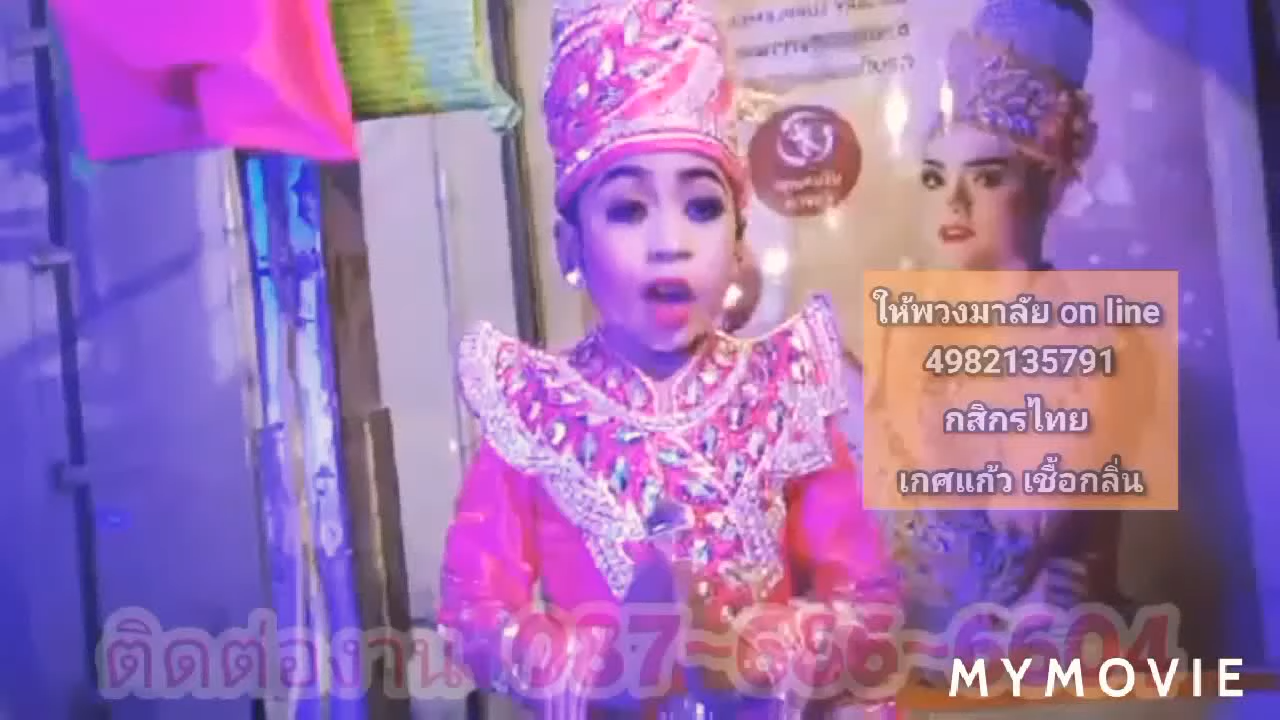 ให้พวงมาลัย on line
4982135791
กสิกรไทย
เกศแก้ว เชื้อกลิ่น
ติดต่องาน 087-686-6604
MYMOVIE